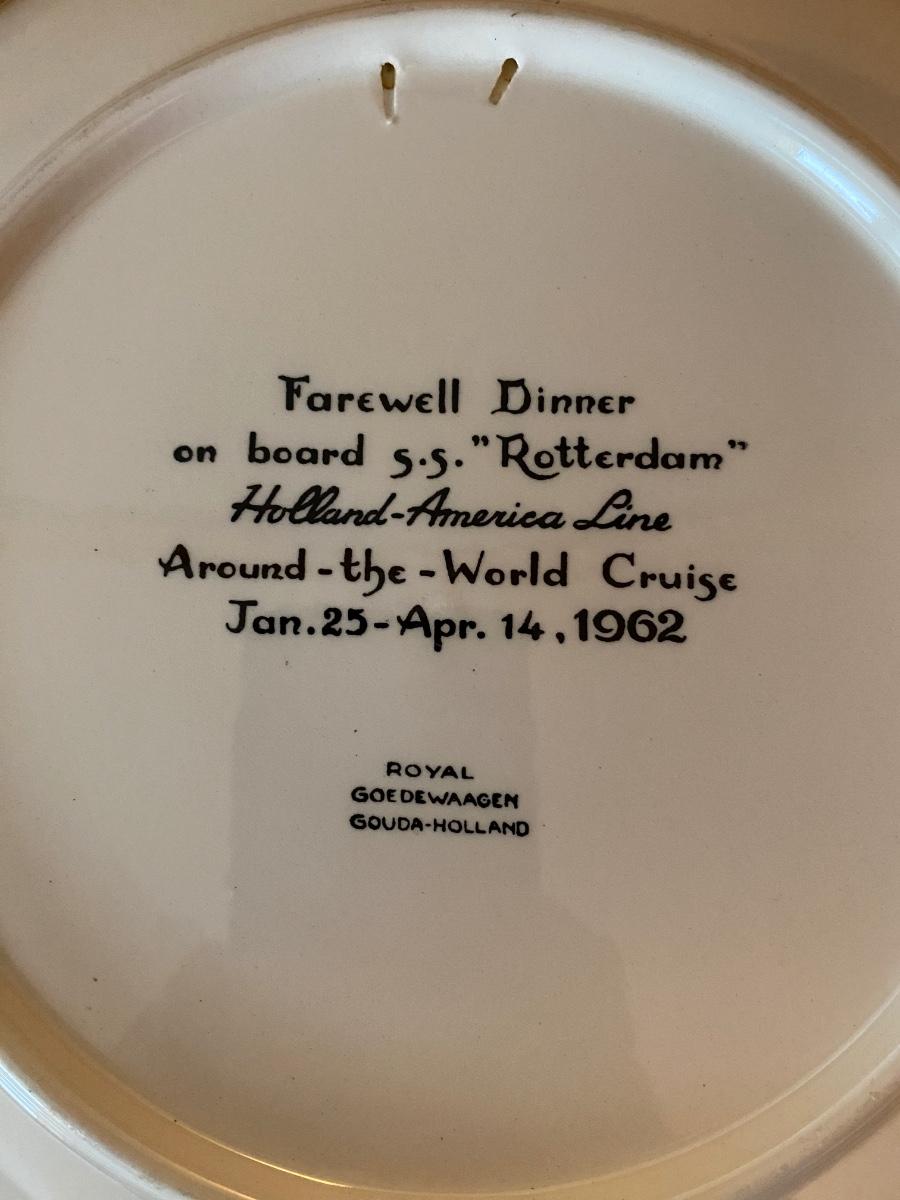 Farewell Dinner
on board s.s."Rotterdam"
Holland-America Line
Around-the-World Cruise
Jan.25-Apr. 14, 1962
ROYAL
GOEDEWAAGEN
GOUDA-HOLLAND